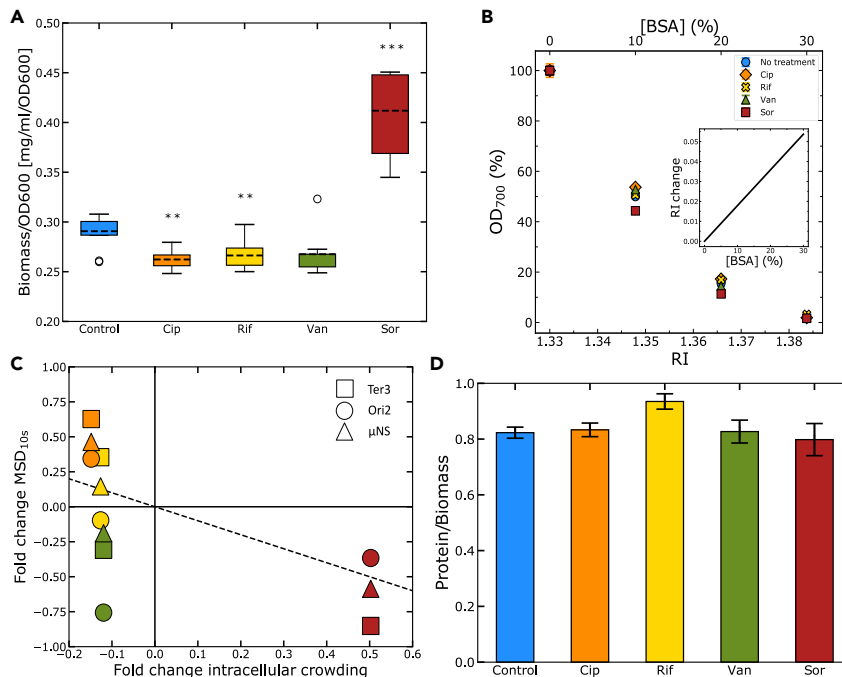 A
Biomass/OD600 [mg/ml/OD600]
0.50
0.45
0.40
0.35
0.30
0.25
0.20
**
**
***
Control
Cip
Rif
Van
Sor
B
[BSA] (%)
0
10
20
30
OD700 (%)
100
80
60
40
20
0
No treatment
Cip
Rif
Van
Sor
RI change
0.05
0.04
0.03
0.02
0.01
0.00
0
10
20
30
[BSA] (%)
1.33
1.34
1.35
1.36
1.37
1.38
RI
C
Fold change MSD10s
1.00
0.75
0.50
0.25
0.00
−0.25
−0.50
−0.75
−1.00
Ter3
Ori2
μNS
−0.2
−0.1
0.0
0.1
0.2
0.3
0.4
0.5
0.6
Fold change intracellular crowding
D
Protein/Biomass
1.0
0.8
0.6
0.4
0.2
0.0
Control
Cip
Rif
Van
Sor